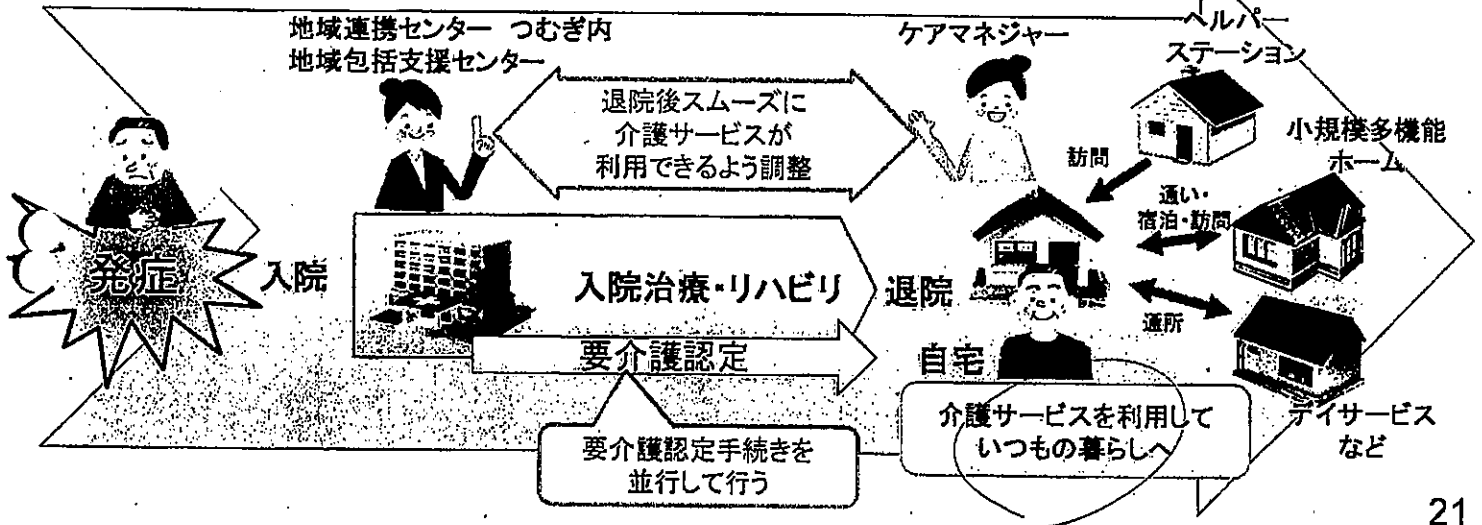 地域連携センター つむぎ内
地域包括支援センター
ケアマネジャー
ヘルパー
ステーション
退院後スムーズに
介護サービスが
利用できるよう調整
訪問
小規模多機能
ホーム
通い・
宿泊・訪問
発症
入院
入院治療・リハビリ
退院
通所
要介護認定
自宅
デイサービス
など
要介護認定手続きを
並行して行う
介護サービスを利用して
いつもの暮らしへ
21